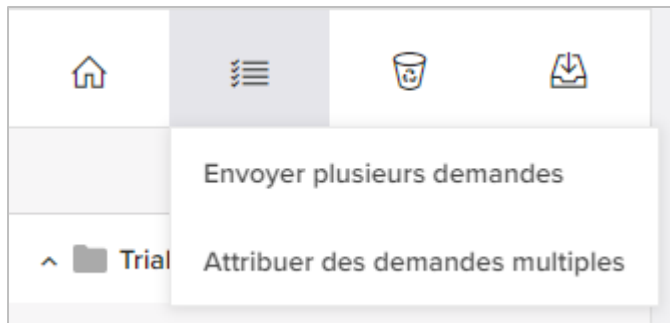 Envoyer plusieurs demandes
Trial
Attribuer des demandes multiples